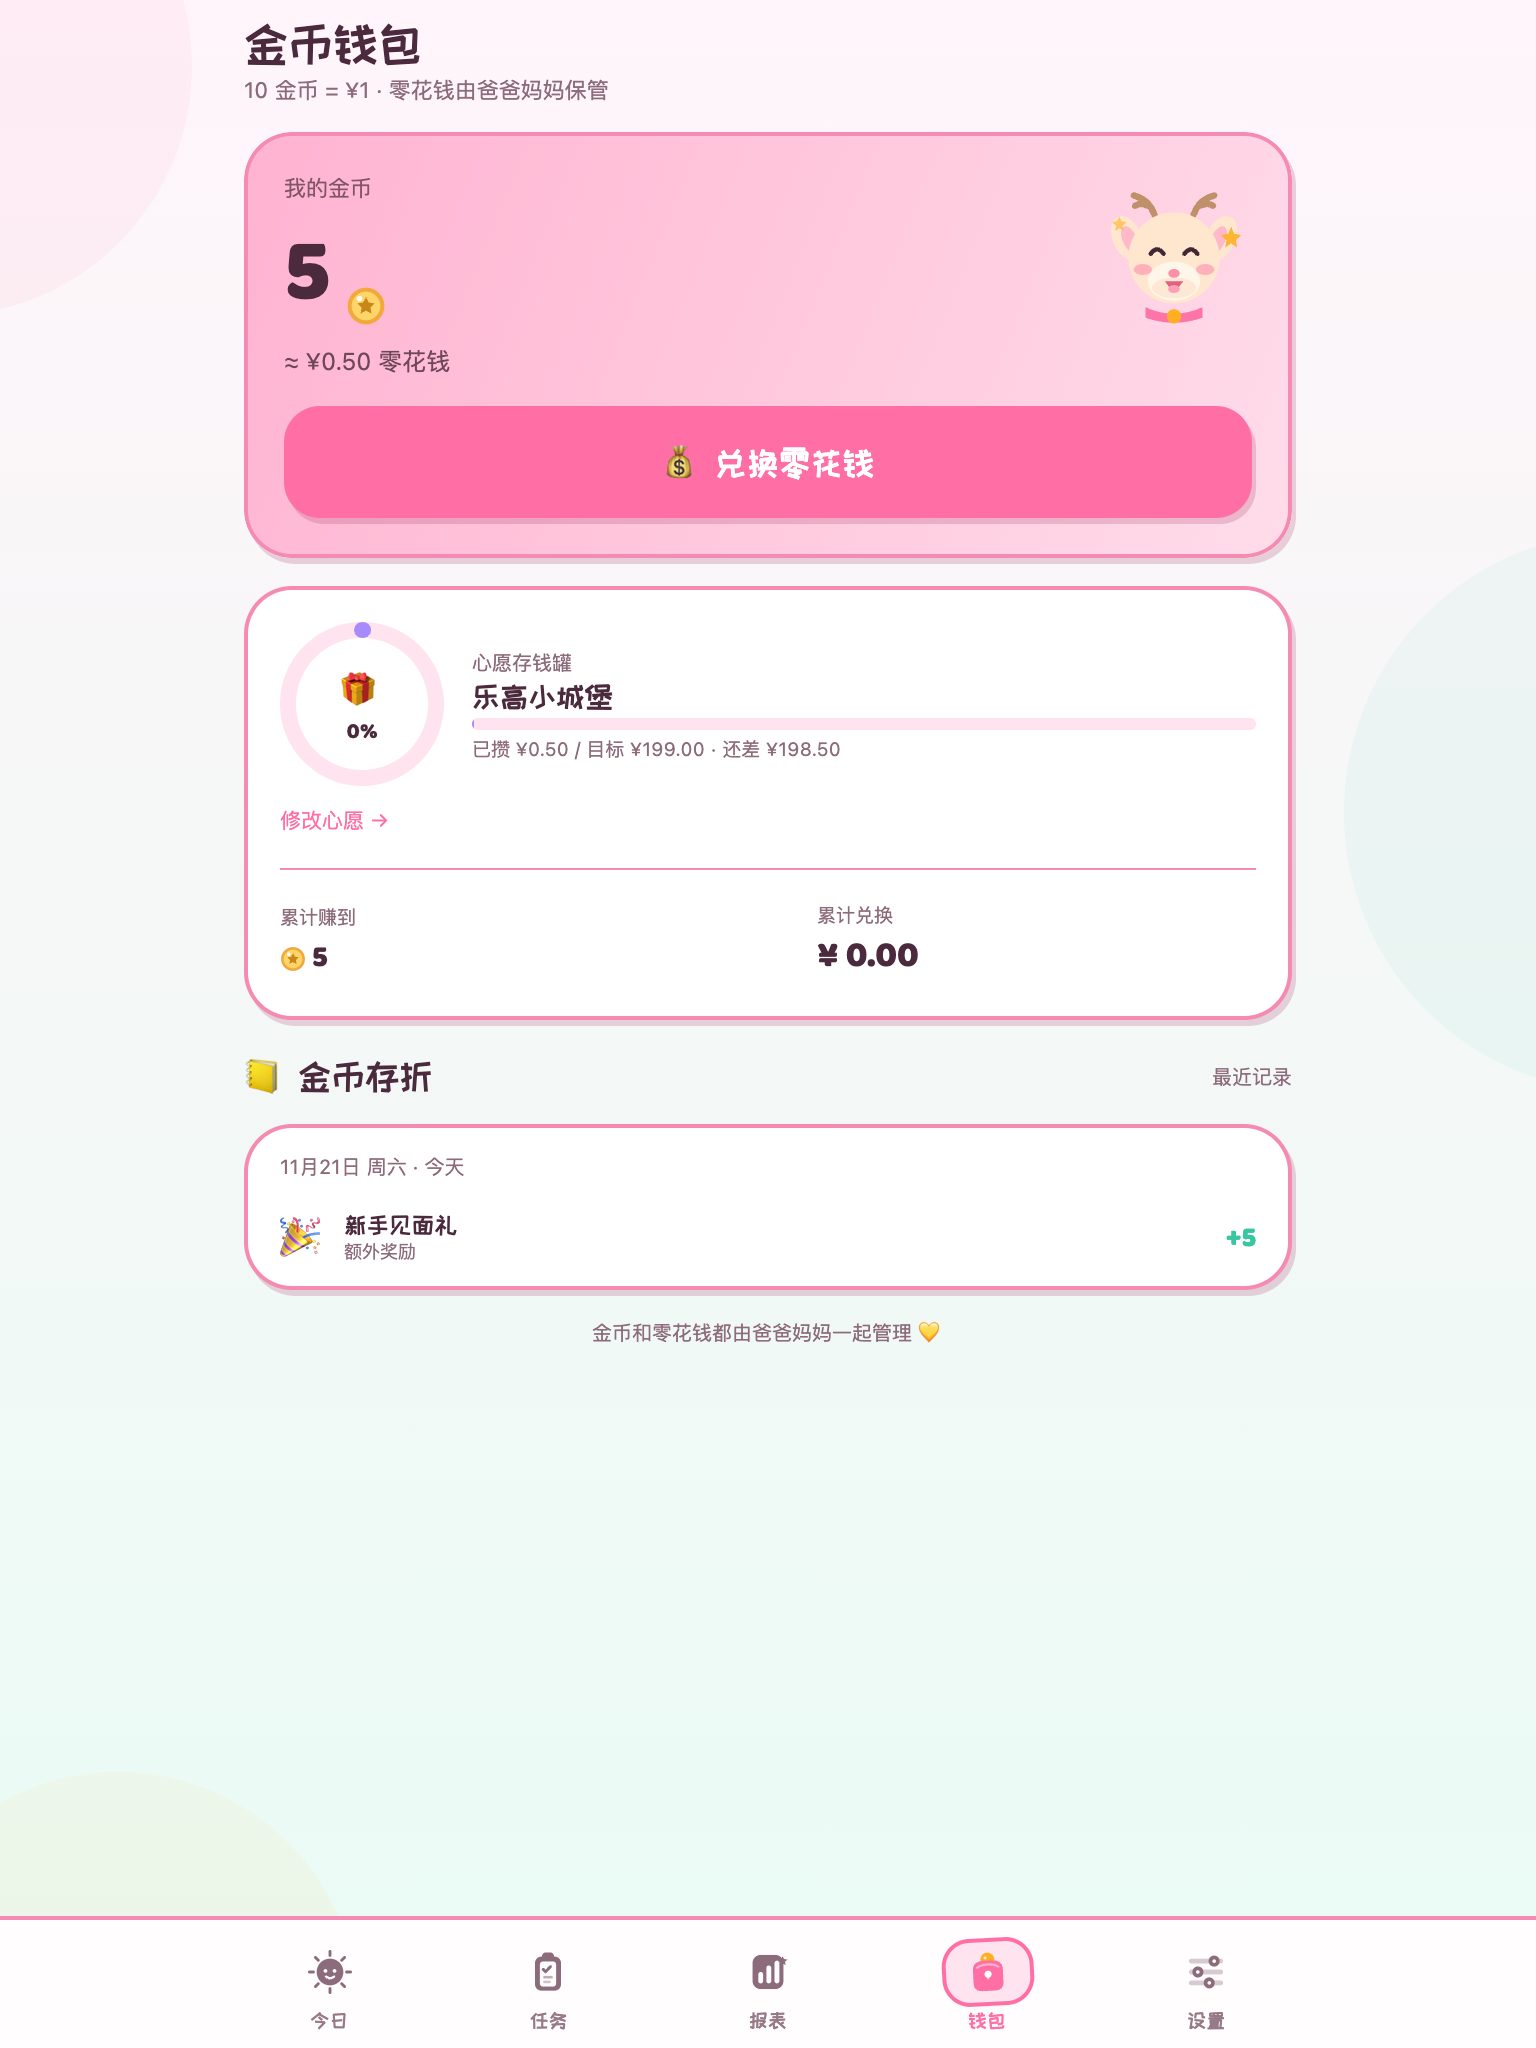 金币钱包
10 金币 = ¥1 · 零花钱由爸爸妈妈保管
我的金币
5
≈ ¥0.50 零花钱
兑换零花钱
0%
心愿存钱罐
乐高小城堡
已攒 ¥0.50 / 目标 ¥199.00 · 还差 ¥198.50
修改心愿 →
累计赚到
5
累计兑换
¥ 0.00
金币存折
最近记录
11月21日 周六 · 今天
新手见面礼
额外奖励
+5
金币和零花钱都由爸爸妈妈一起管理 💛
今日
任务
报表
钱包
设置